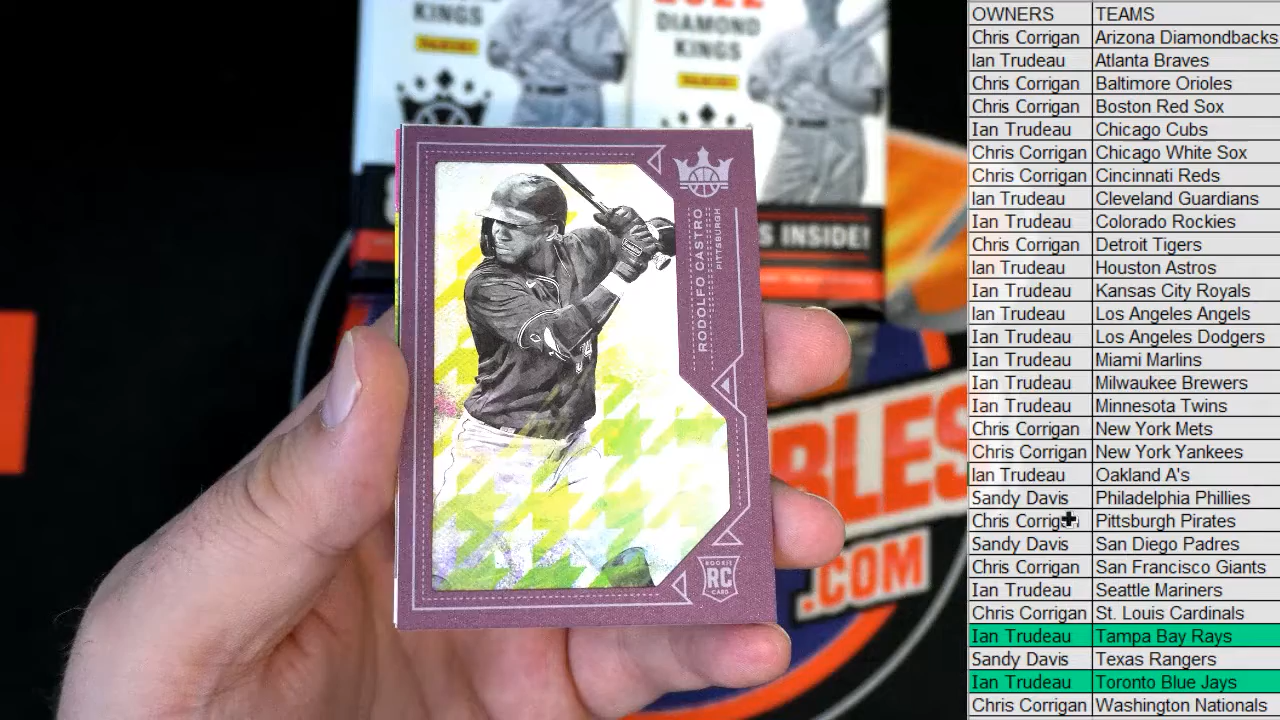 KINGS
PANINI
2022
DIAMOND
KINGS
PANINI
S INSIDE!
RODOLFO CASTRO
PITTSBURGH
ROOKIE
RC
CARD
BLES
.COM
OWNERS TEAMS
Chris Corrigan Arizona Diamondbacks
Ian Trudeau Atlanta Braves
Chris Corrigan Baltimore Orioles
Chris Corrigan Boston Red Sox
Ian Trudeau Chicago Cubs
Chris Corrigan Chicago White Sox
Chris Corrigan Cincinnati Reds
Ian Trudeau Cleveland Guardians
Ian Trudeau Colorado Rockies
Chris Corrigan Detroit Tigers
Ian Trudeau Houston Astros
Ian Trudeau Kansas City Royals
Ian Trudeau Los Angeles Angels
Ian Trudeau Los Angeles Dodgers
Ian Trudeau Miami Marlins
Ian Trudeau Milwaukee Brewers
Ian Trudeau Minnesota Twins
Chris Corrigan New York Mets
Chris Corrigan New York Yankees
Ian Trudeau Oakland A's
Sandy Davis Philadelphia Phillies
Chris Corrigan Pittsburgh Pirates
Sandy Davis San Diego Padres
Chris Corrigan San Francisco Giants
Ian Trudeau Seattle Mariners
Chris Corrigan St. Louis Cardinals
Ian Trudeau Tampa Bay Rays
Sandy Davis Texas Rangers
Ian Trudeau Toronto Blue Jays
Chris Corrigan Washington Nationals